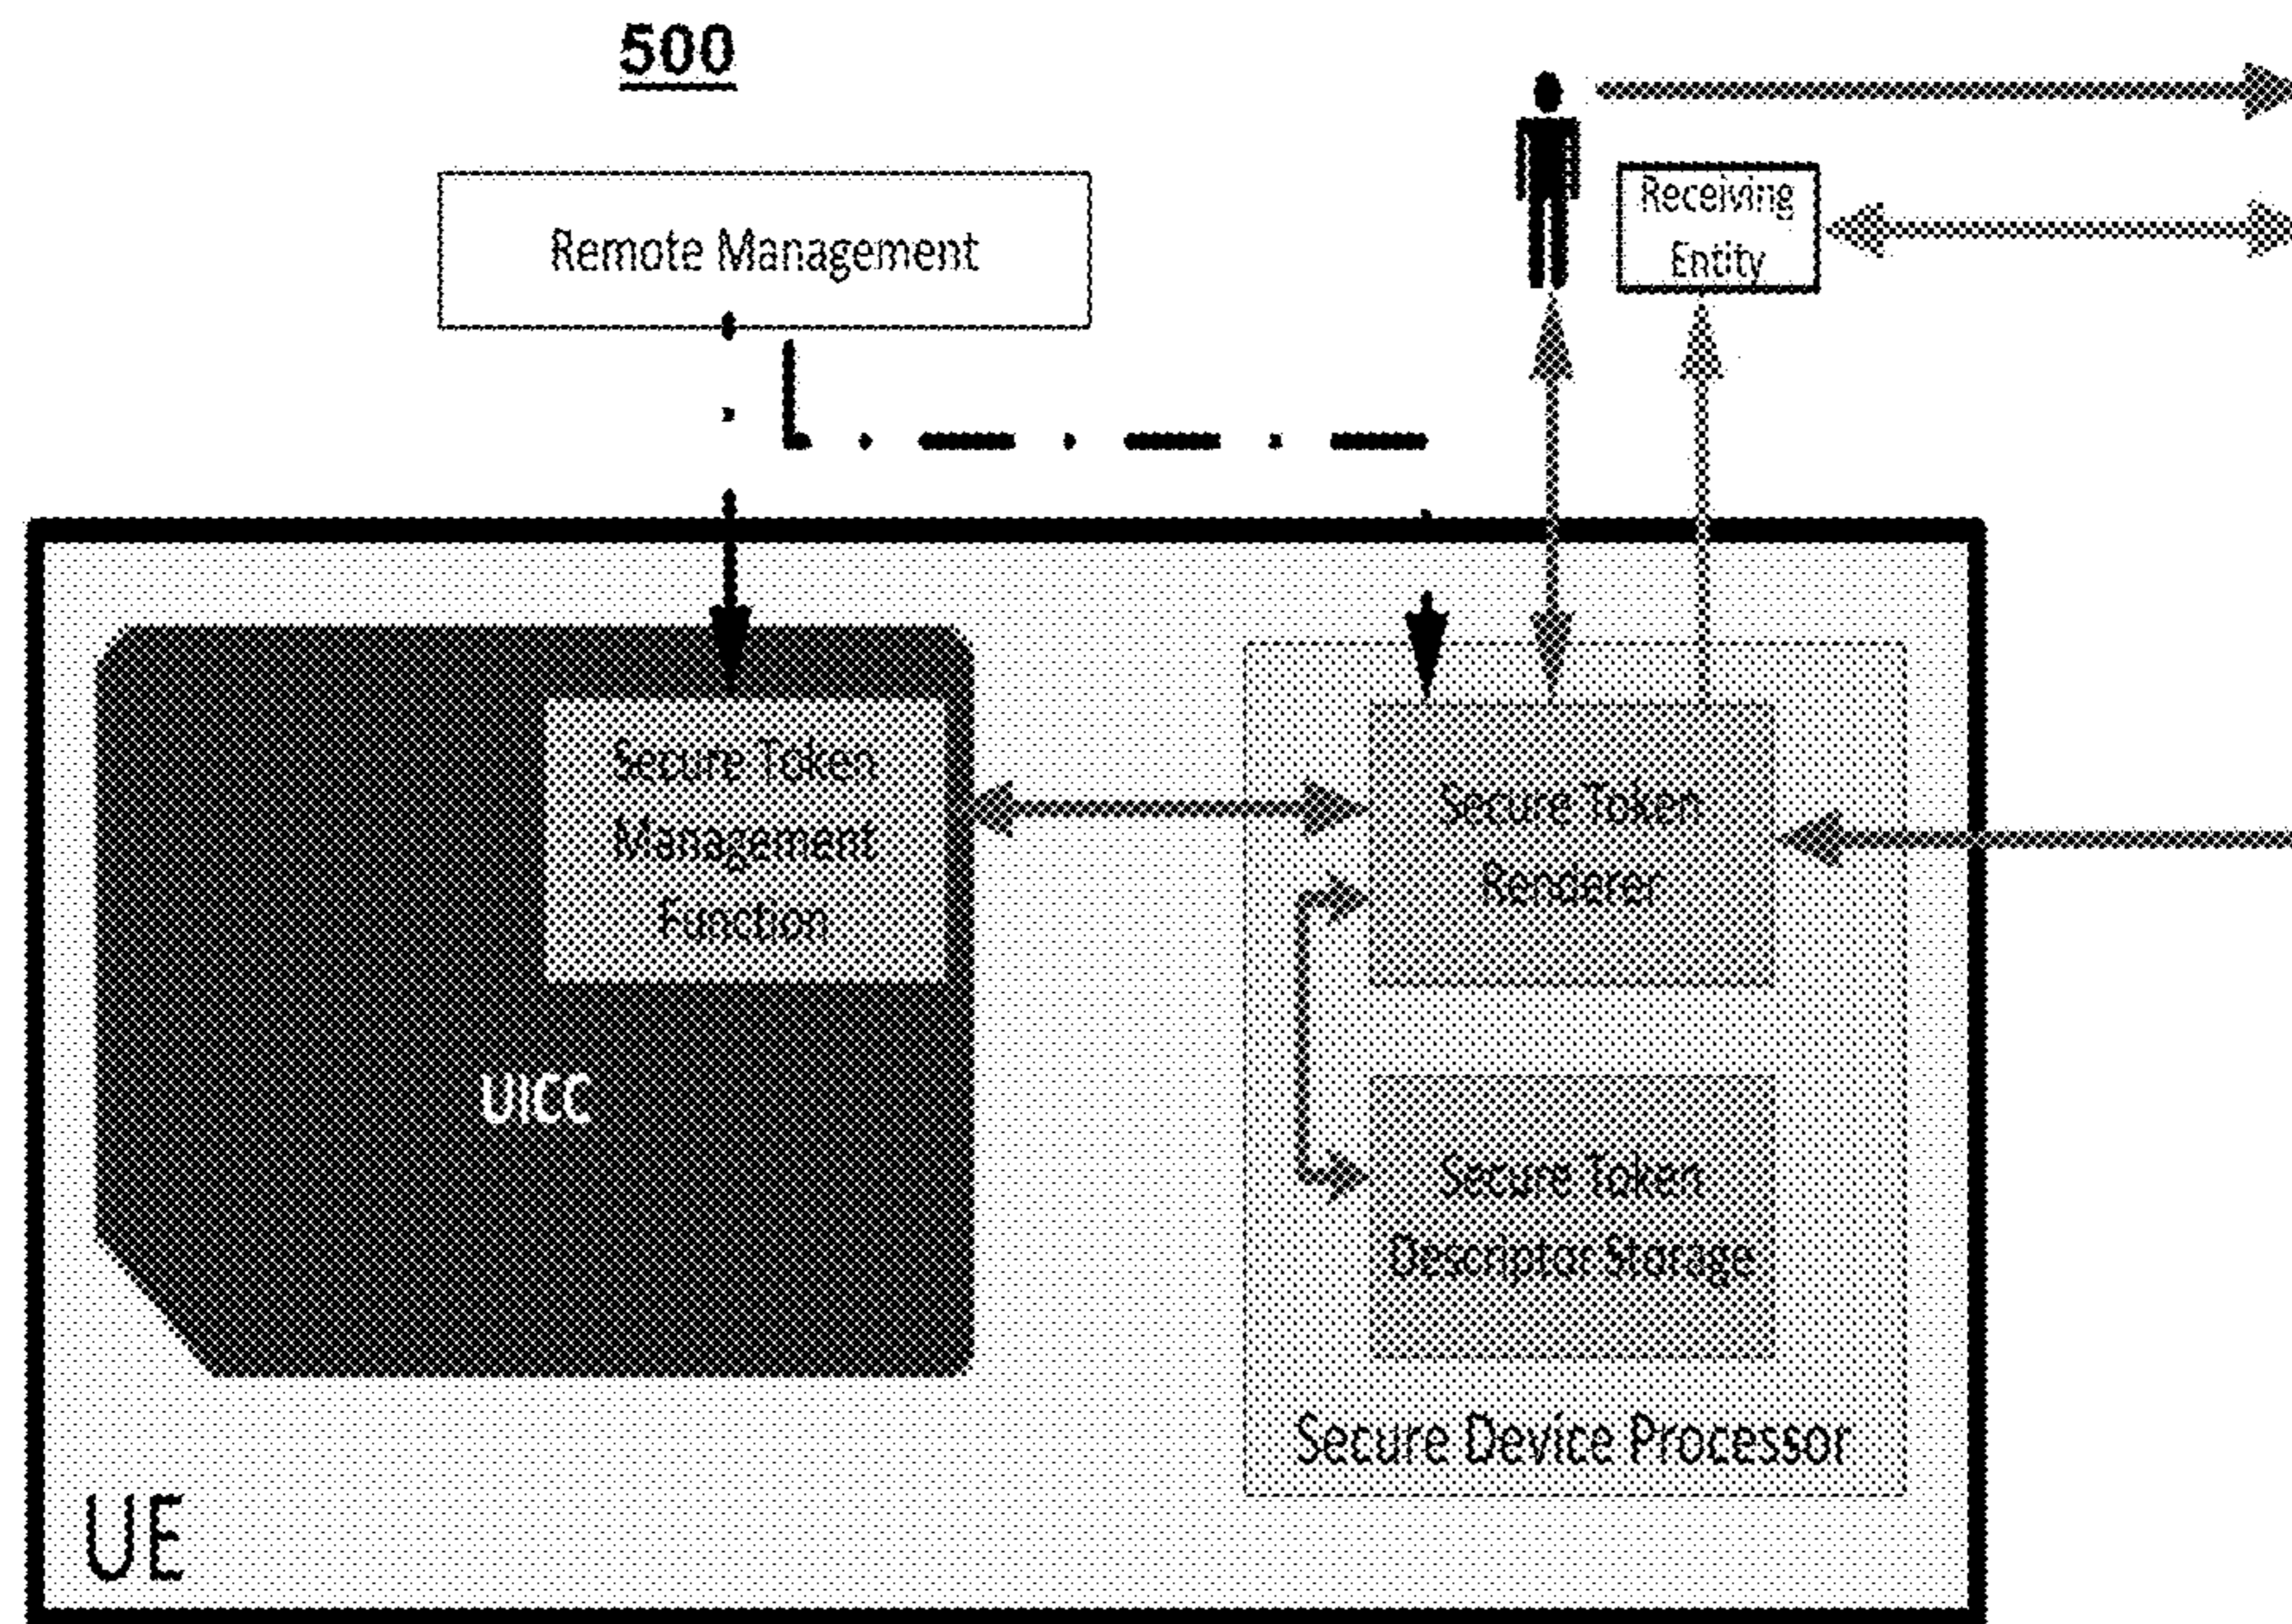 500
Remote Management
Receiving
Entity
Secure Token
Management
Function
UICC
Secure Token
Renderer
Secure Token
Descriptor Storage
Secure Device Processor
UE